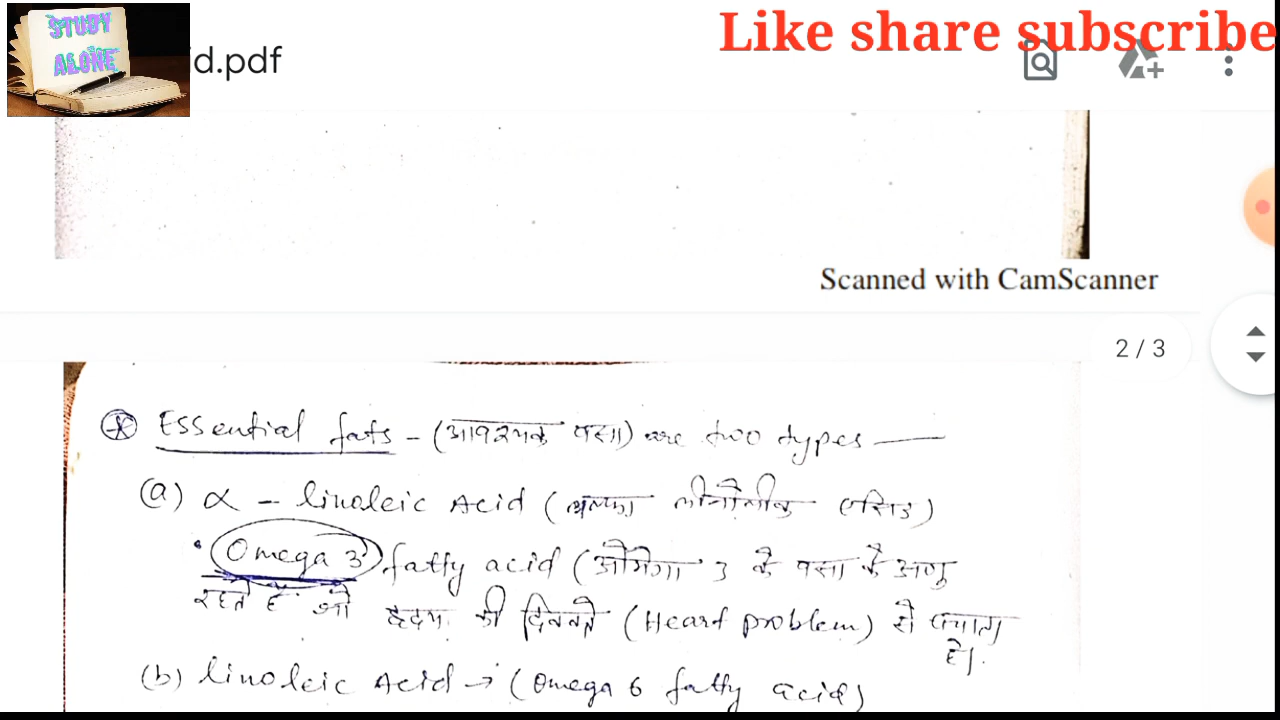 STUDY
ALONE
Like share subscribe
d.pdf
Scanned with CamScanner
2 / 3
Essential fats - (आवश्यक वसा) are two types —
(a) α - linoleic Acid (अल्फा लीनौलीक एसिड)
• Omega 3 fatty acid (ओमेगा 3 के वसा के अणु
रहते हैं जो हृदय की दिक्कते (Heart problem) से बचाता
है।
(b) linoleic Acid → (Omega 6 fatty acid)